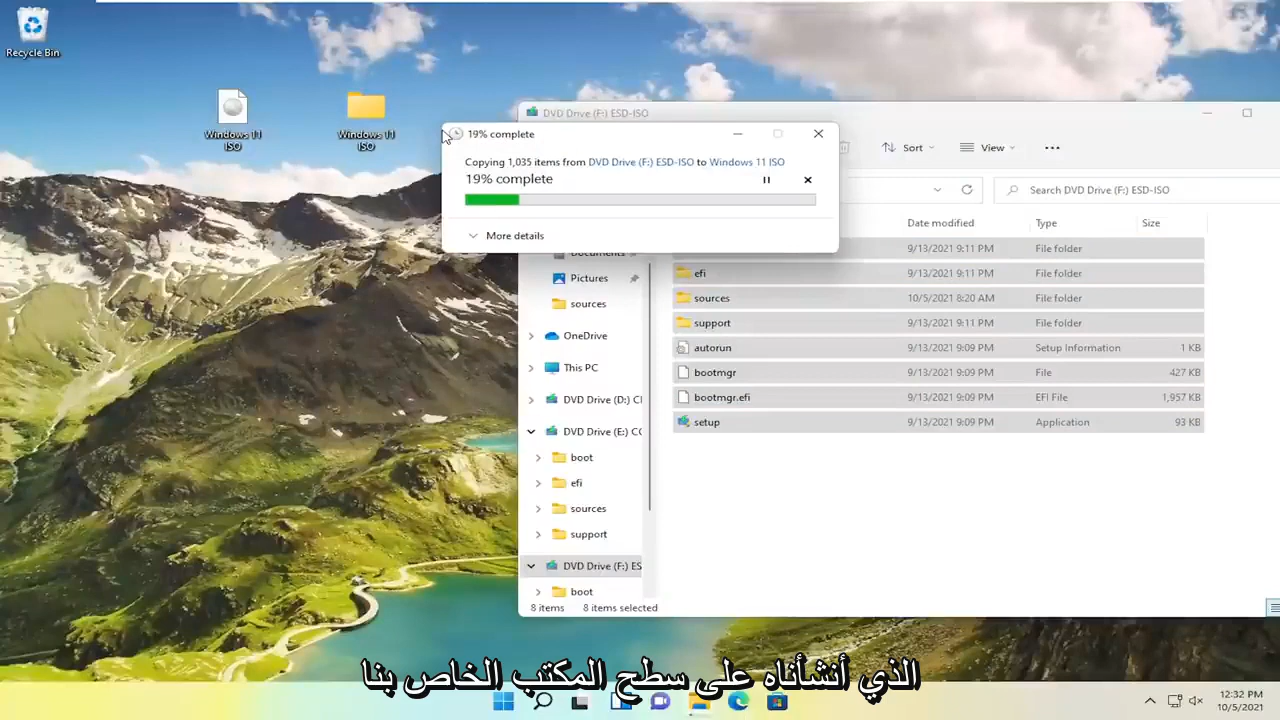 Recycle Bin
Windows 11
ISO
Windows 11
ISO
DVD Drive (F:) ESD-ISO
19% complete
Copying 1,035 items from DVD Drive (F:) ESD-ISO to Windows 11 ISO
19% complete
More details
Sort
View
Search DVD Drive (F:) ESD-ISO
Date modified
Type
Size
9/13/2021 9:11 PM
File folder
efi
9/13/2021 9:11 PM
File folder
sources
10/5/2021 8:20 AM
File folder
support
9/13/2021 9:11 PM
File folder
autorun
9/13/2021 9:09 PM
Setup Information
1 KB
bootmgr
9/13/2021 9:09 PM
File
427 KB
bootmgr.efi
9/13/2021 9:09 PM
EFI File
1,957 KB
setup
9/13/2021 9:09 PM
Application
93 KB
Documents
Pictures
sources
OneDrive
This PC
DVD Drive (D:) C
DVD Drive (E:) CC
boot
efi
sources
support
DVD Drive (F:) ES
boot
8 items
8 items selected
الذي أنشأناه على سطح المكتب الخاص بنا
12:32 PM
10/5/2021